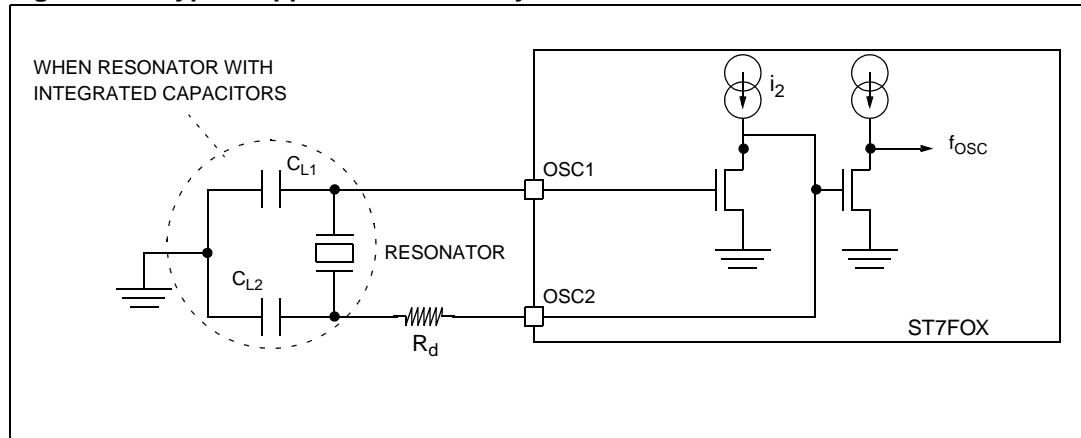 WHEN RESONATOR WITH
INTEGRATED CAPACITORS
i2
fOSC
CL1
OSC1
RESONATOR
CL2
OSC2
Rd
ST7FOX